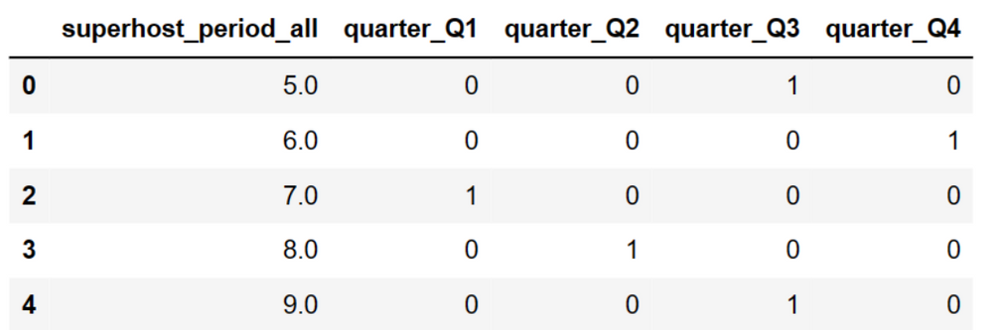 superhost_period_all quarter_Q1 quarter_Q2 quarter_Q3 quarter_Q4
0 5.0 0 0 1 0
1 6.0 0 0 0 1
2 7.0 1 0 0 0
3 8.0 0 1 0 0
4 9.0 0 0 1 0